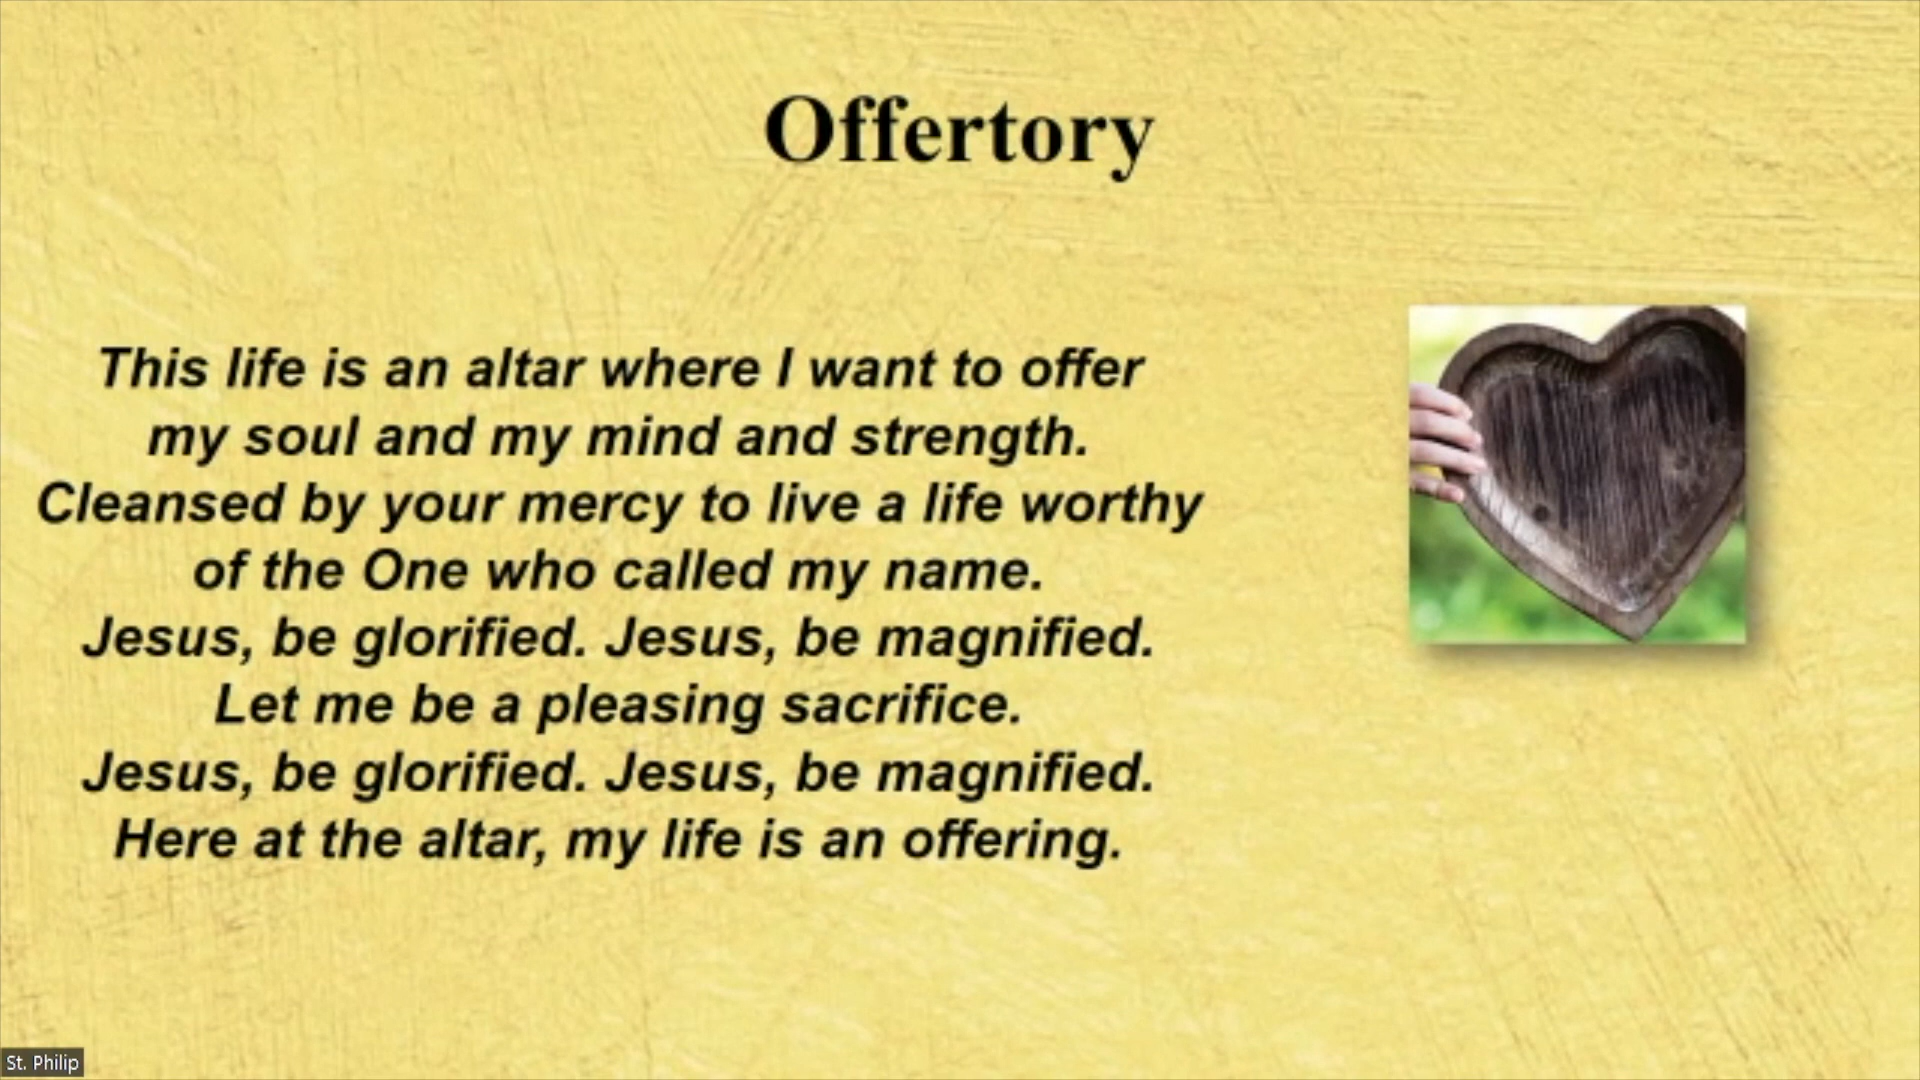 Offertory
This life is an altar where I want to offer
my soul and my mind and strength.
Cleansed by your mercy to live a life worthy
of the One who called my name.
Jesus, be glorified. Jesus, be magnified.
Let me be a pleasing sacrifice.
Jesus, be glorified. Jesus, be magnified.
Here at the altar, my life is an offering.
St. Philip